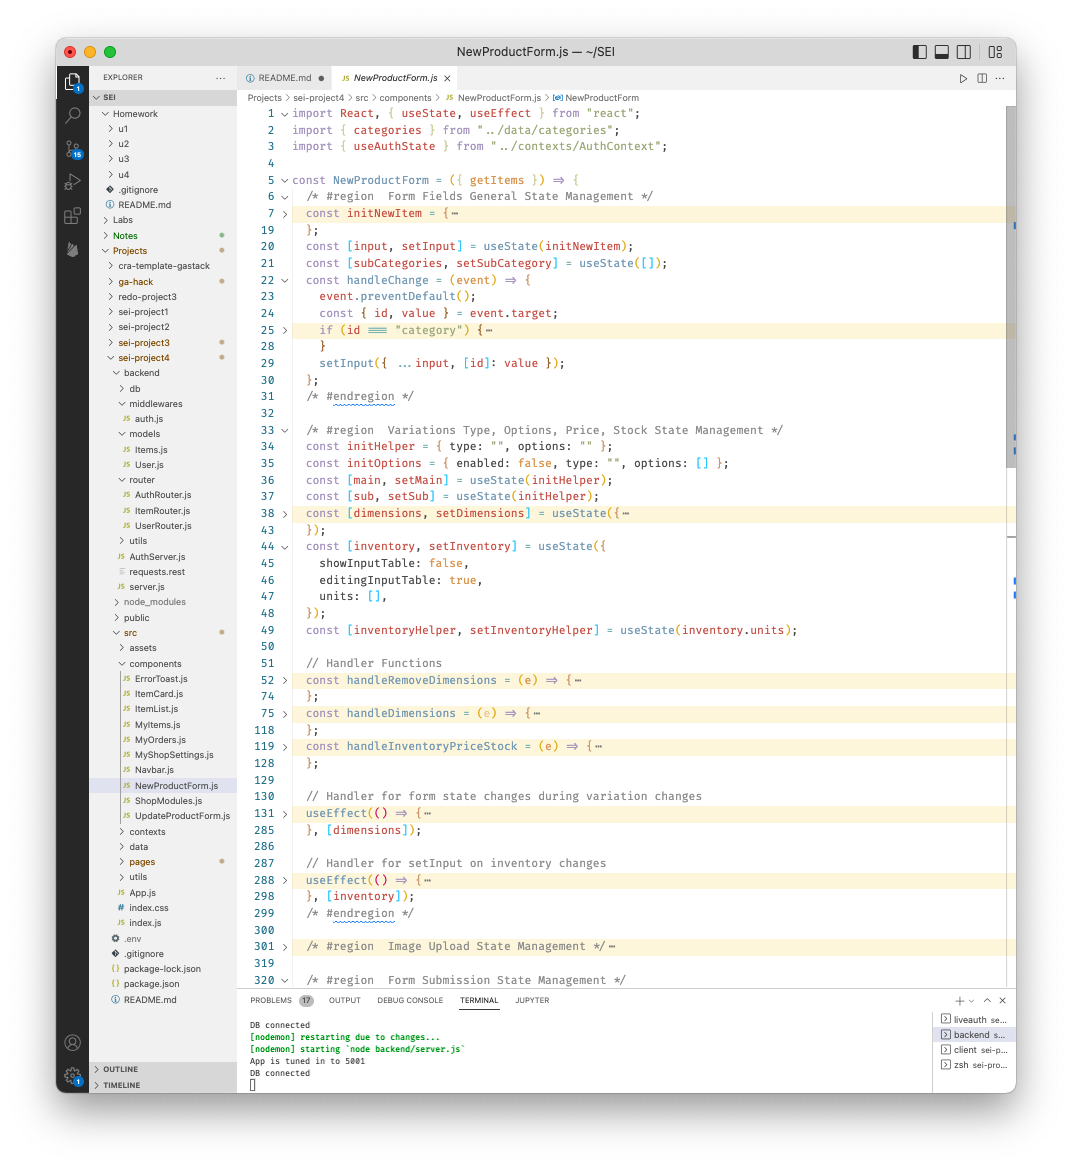 NewProductForm.js — ~/SEI
EXPLORER
SEI
Homework
u1
u2
u3
u4
.gitignore
README.md
Labs
Notes
Projects
cra-template-gastack
ga-hack
redo-project3
sei-project1
sei-project2
sei-project3
sei-project4
backend
db
middlewares
auth.js
models
Items.js
User.js
router
AuthRouter.js
ItemRouter.js
UserRouter.js
utils
AuthServer.js
requests.rest
server.js
node_modules
public
src
assets
components
ErrorToast.js
ItemCard.js
ItemList.js
MyItems.js
MyOrders.js
MyShopSettings.js
Navbar.js
NewProductForm.js
ShopModules.js
UpdateProductForm.js
contexts
data
pages
utils
App.js
index.css
index.js
.env
.gitignore
package-lock.json
package.json
README.md
OUTLINE
TIMELINE
1
15
1
README.md
JS NewProductForm.js
Projects > sei-project4 > src > components > JS NewProductForm.js > NewProductForm
1 import React, { useState, useEffect } from "react";
2 import { categories } from "../data/categories";
3 import { useAuthState } from "../contexts/AuthContext";
4
5 const NewProductForm = ({ getItems }) => {
6 /* #region  Form Fields General State Management */
7 const initNewItem = {…
19 };
20 const [input, setInput] = useState(initNewItem);
21 const [subCategories, setSubCategory] = useState([]);
22 const handleChange = (event) => {
23 event.preventDefault();
24 const { id, value } = event.target;
25 if (id === "category") {…
28 }
29 setInput({ ...input, [id]: value });
30 };
31 /* #endregion */
32
33 /* #region  Variations Type, Options, Price, Stock State Management */
34 const initHelper = { type: "", options: "" };
35 const initOptions = { enabled: false, type: "", options: [] };
36 const [main, setMain] = useState(initHelper);
37 const [sub, setSub] = useState(initHelper);
38 const [dimensions, setDimensions] = useState({…
43 });
44 const [inventory, setInventory] = useState({
45 showInputTable: false,
46 editingInputTable: true,
47 units: [],
48 });
49 const [inventoryHelper, setInventoryHelper] = useState(inventory.units);
50
51 // Handler Functions
52 const handleRemoveDimensions = (e) => {…
74 };
75 const handleDimensions = (e) => {…
118 };
119 const handleInventoryPriceStock = (e) => {…
128 };
129
130 // Handler for form state changes during variation changes
131 useEffect(() => {…
285 }, [dimensions]);
286
287 // Handler for setInput on inventory changes
288 useEffect(() => {…
298 }, [inventory]);
299 /* #endregion */
300
301 /* #region  Image Upload State Management */…
319
320 /* #region  Form Submission State Management */
PROBLEMS 17 OUTPUT DEBUG CONSOLE TERMINAL JUPYTER
DB connected
[nodemon] restarting due to changes...
[nodemon] starting `node backend/server.js`
App is tuned in to 5001
DB connected
liveauth se...
backend s...
client sei-p...
zsh sei-pro...